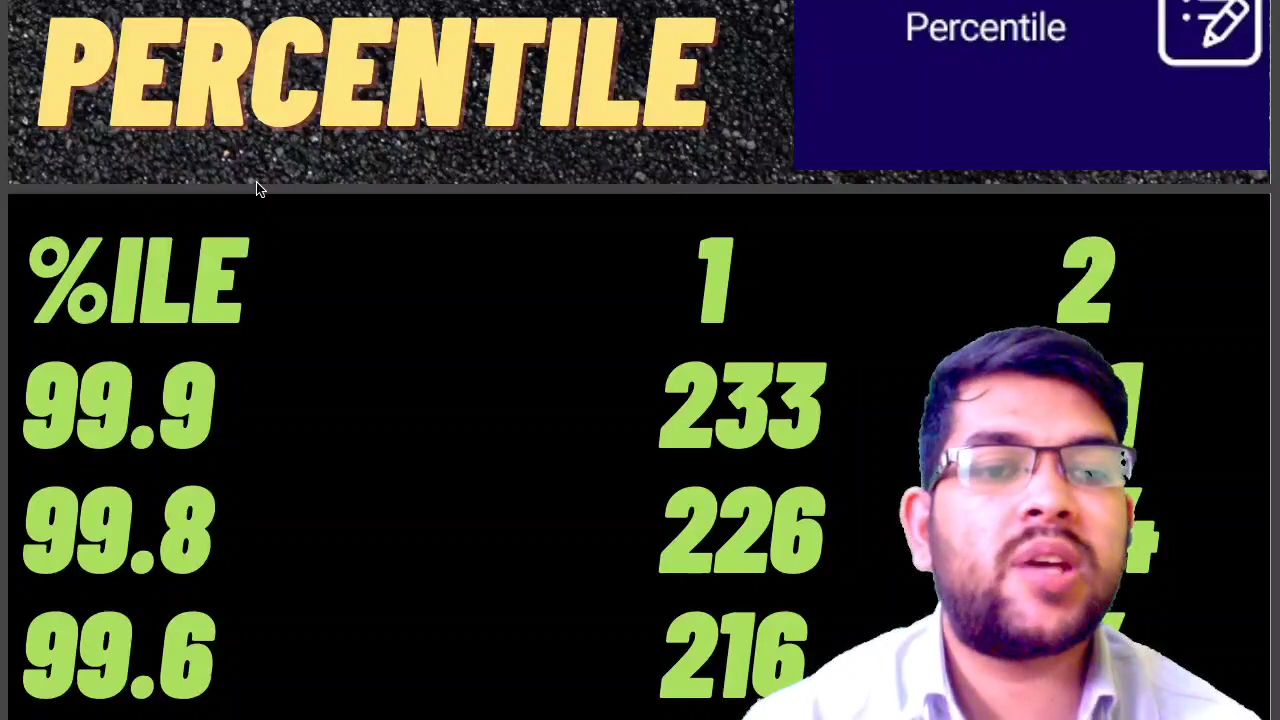 PERCENTILE
Percentile
%ILE 1 2
99.9 233
99.8 226
99.6 216